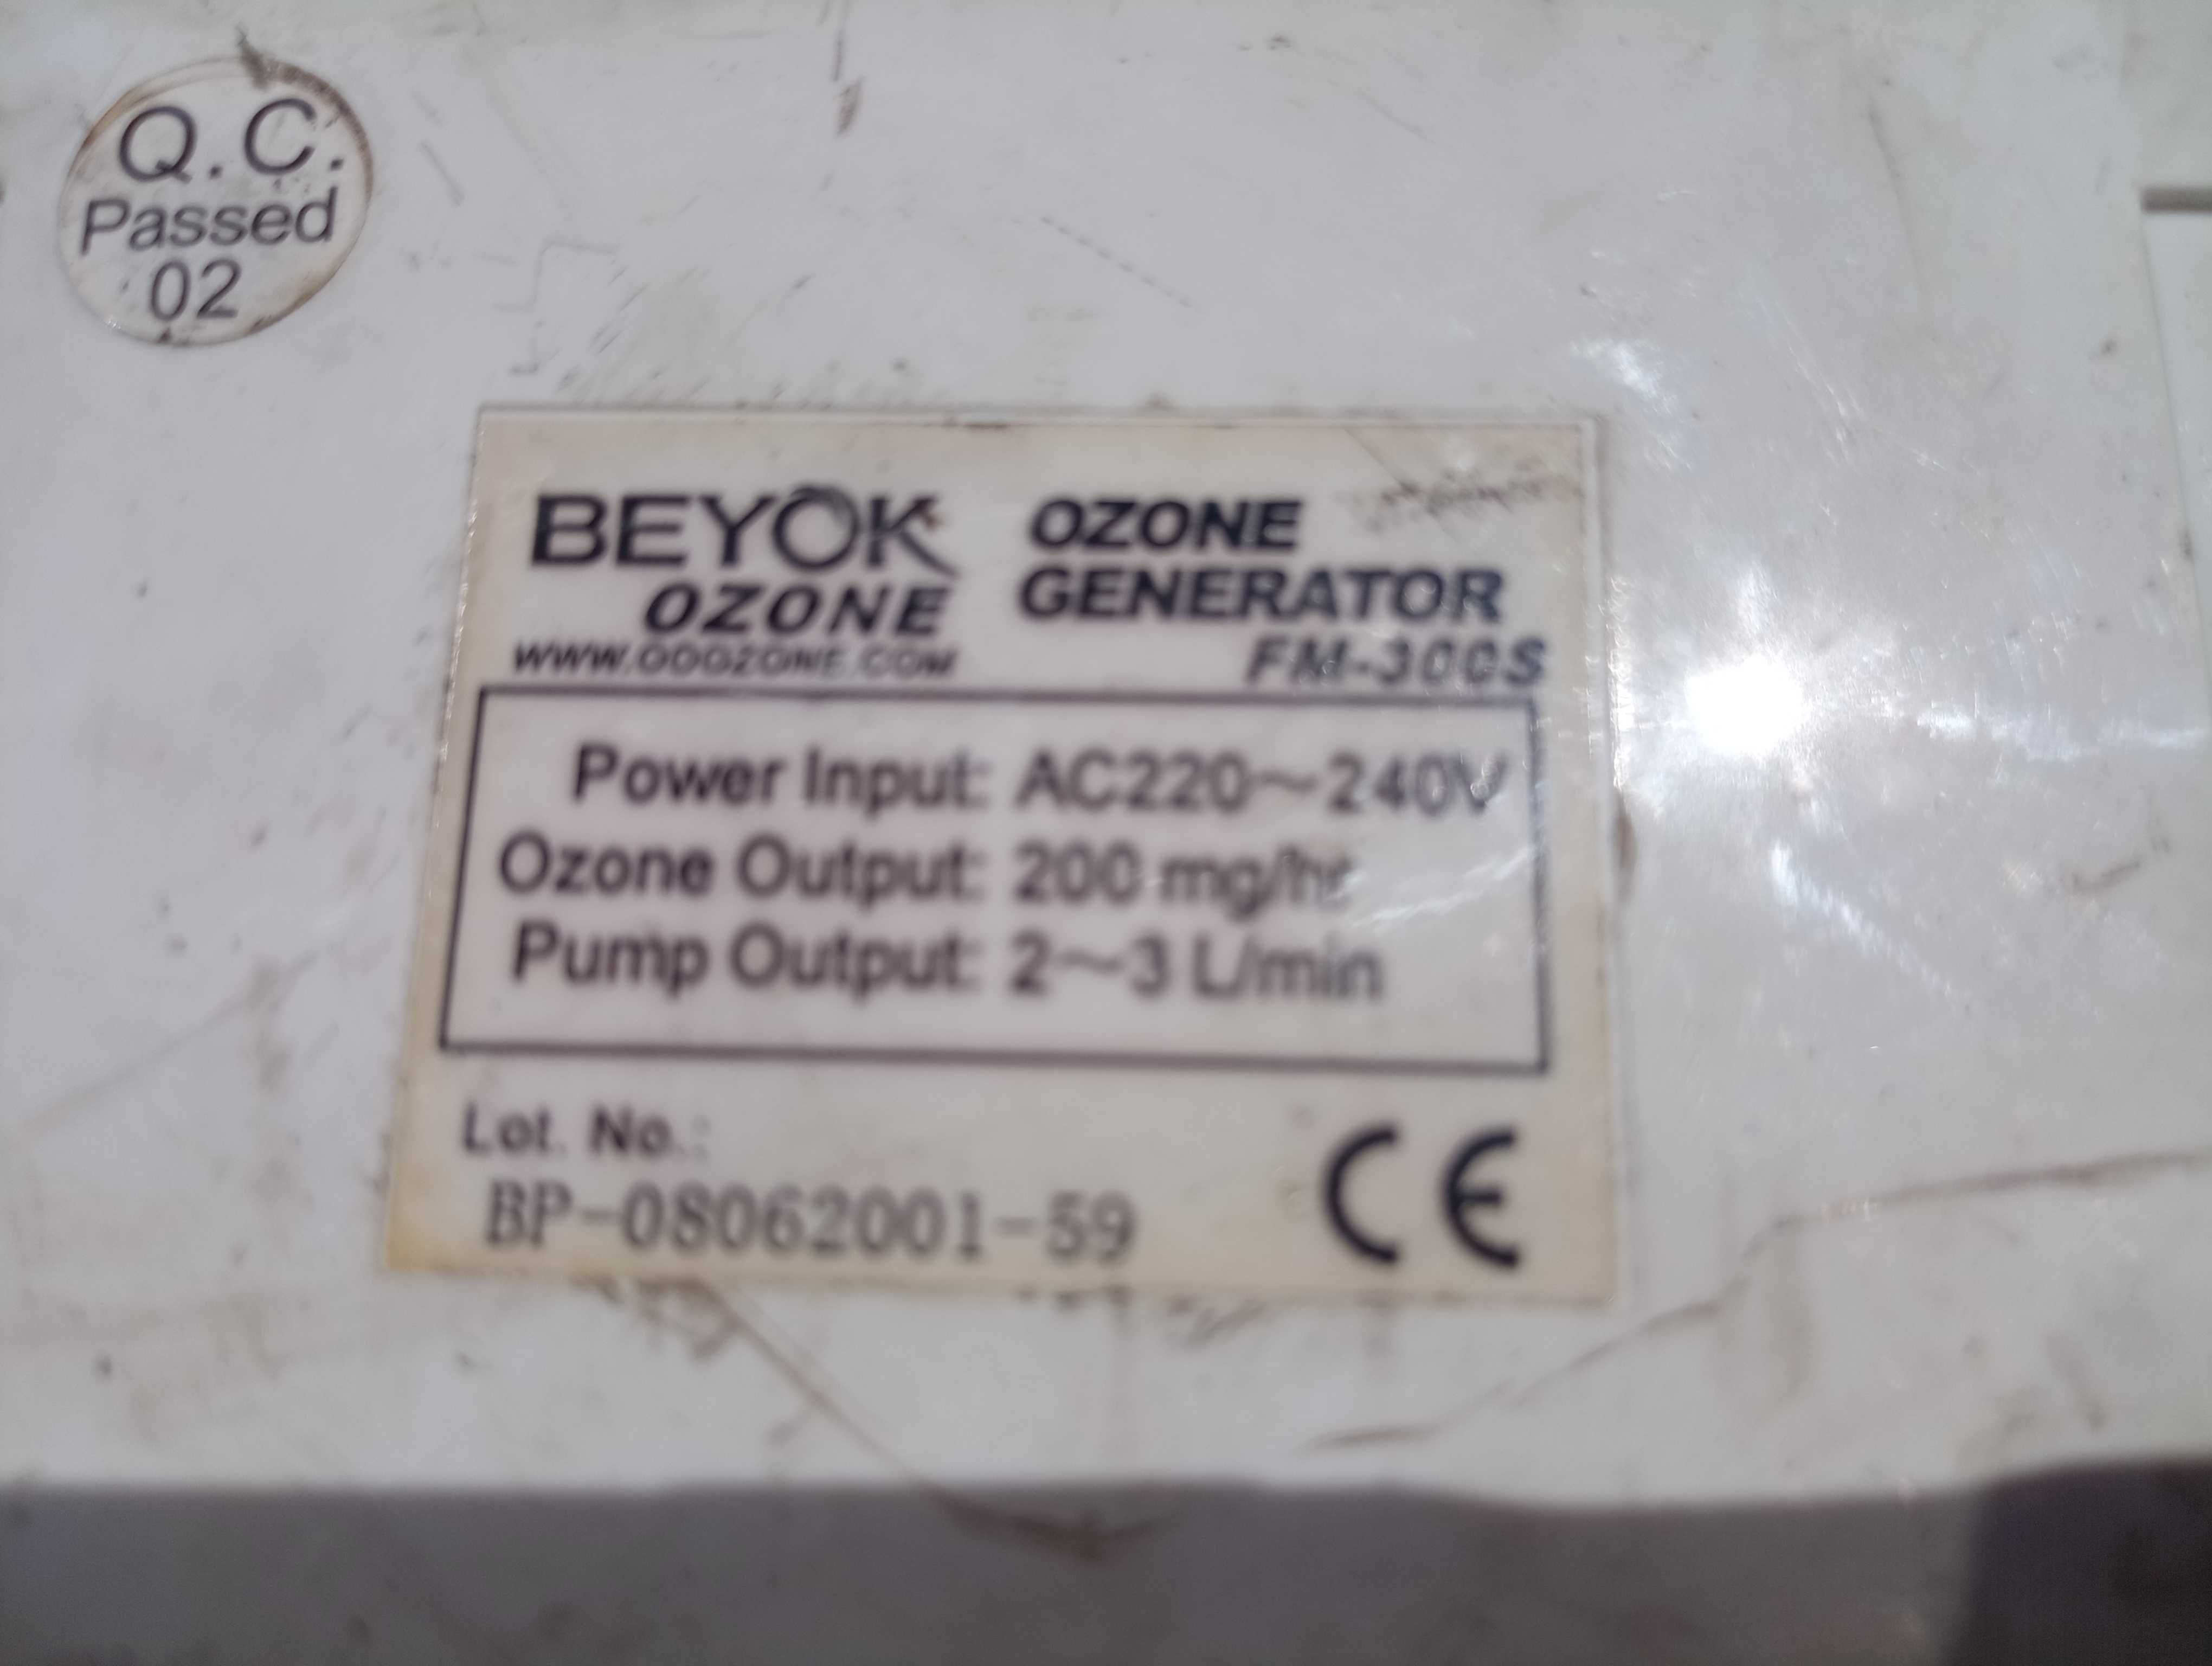 Q.C.
Passed
02
BEYOK
OZONE
WWW.OOOZONE.COM
OZONE
GENERATOR
FM-300S
Power Input: AC220~240V
Ozone Output: 200 mg/hr
Pump Output: 2~3 L/min
Lot. No.:
BP-08062001-59
CE